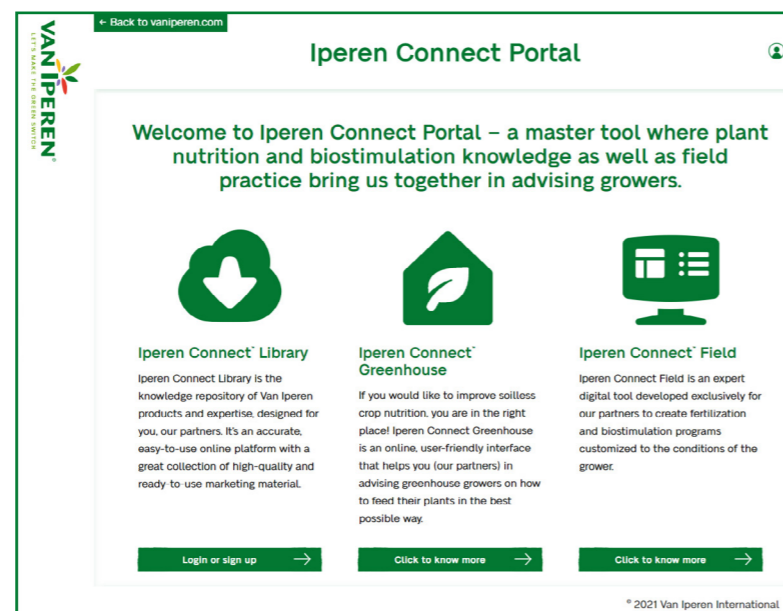 ← Back to vaniperen.com
VAN IPEREN®
LET'S MAKE THE GREEN SWITCH
Iperen Connect Portal
Welcome to Iperen Connect Portal – a master tool where plant
nutrition and biostimulation knowledge as well as field
practice bring us together in advising growers.
Iperen Connect™ Library
Iperen Connect Library is the
knowledge repository of Van Iperen
products and expertise, designed for
you, our partners. It's an accurate,
easy-to-use online platform with a
great collection of high-quality and
ready-to-use marketing material.
Login or sign up →
Iperen Connect™
Greenhouse
If you would like to improve soilless
crop nutrition, you are in the right
place! Iperen Connect Greenhouse
is an online, user-friendly interface
that helps you (our partners) in
advising greenhouse growers on how
to feed their plants in the best
possible way.
Click to know more →
Iperen Connect™ Field
Iperen Connect Field is an expert
digital tool developed exclusively for
our partners to create fertilization
and biostimulation programs
customized to the conditions of the
grower.
Click to know more →
© 2021 Van Iperen International